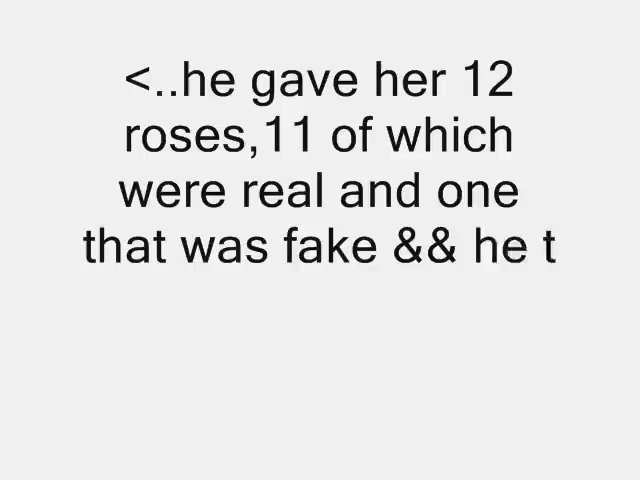 <..he gave her 12
roses,11 of which
were real and one
that was fake && he t